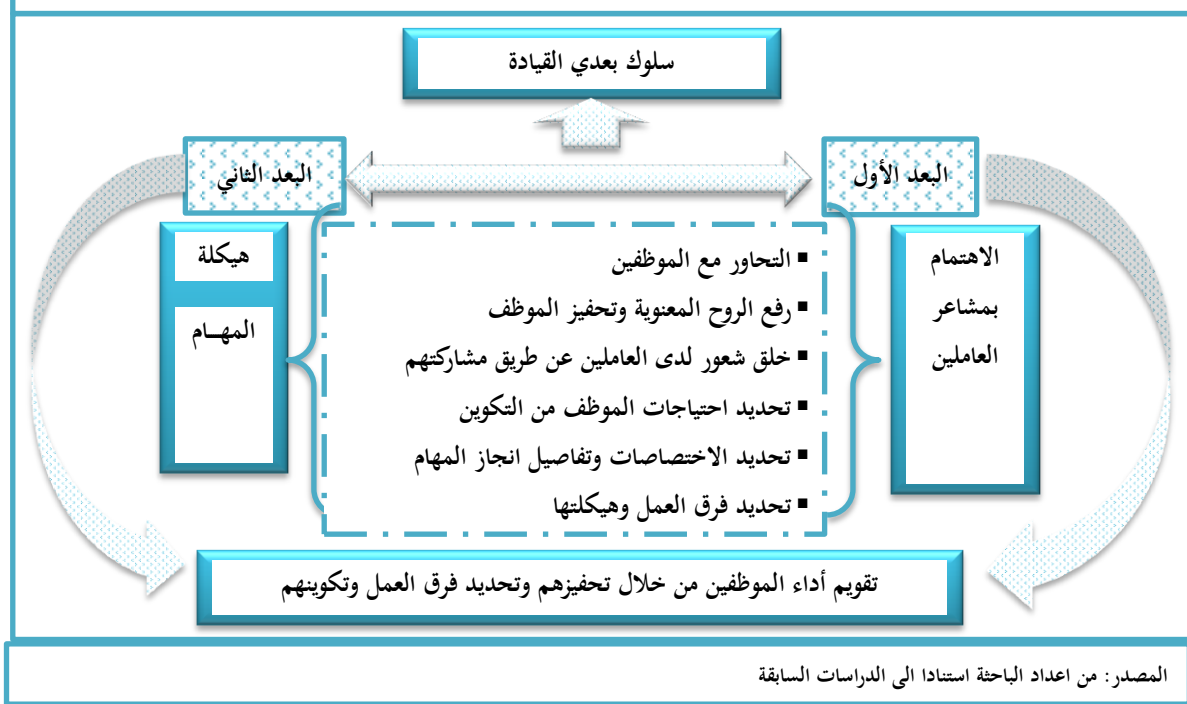 سلوك بعدي القيادة
البعد الأول
البعد الثاني
الاهتمام
بمشاعر
العاملين
▪ التحاور مع الموظفين
▪ رفع الروح المعنوية وتحفيز الموظف
▪ خلق شعور لدى العاملين عن طريق مشاركتهم
▪ تحديد احتياجات الموظف من التكوين
▪ تحديد الاختصاصات وتفاصيل انجاز المهام
▪ تحديد فرق العمل وهيكلتها
هيكلة
المهــام
تقويم أداء الموظفين من خلال تحفيزهم وتحديد فرق العمل وتكوينهم
المصدر: من اعداد الباحثة استنادا الى الدراسات السابقة